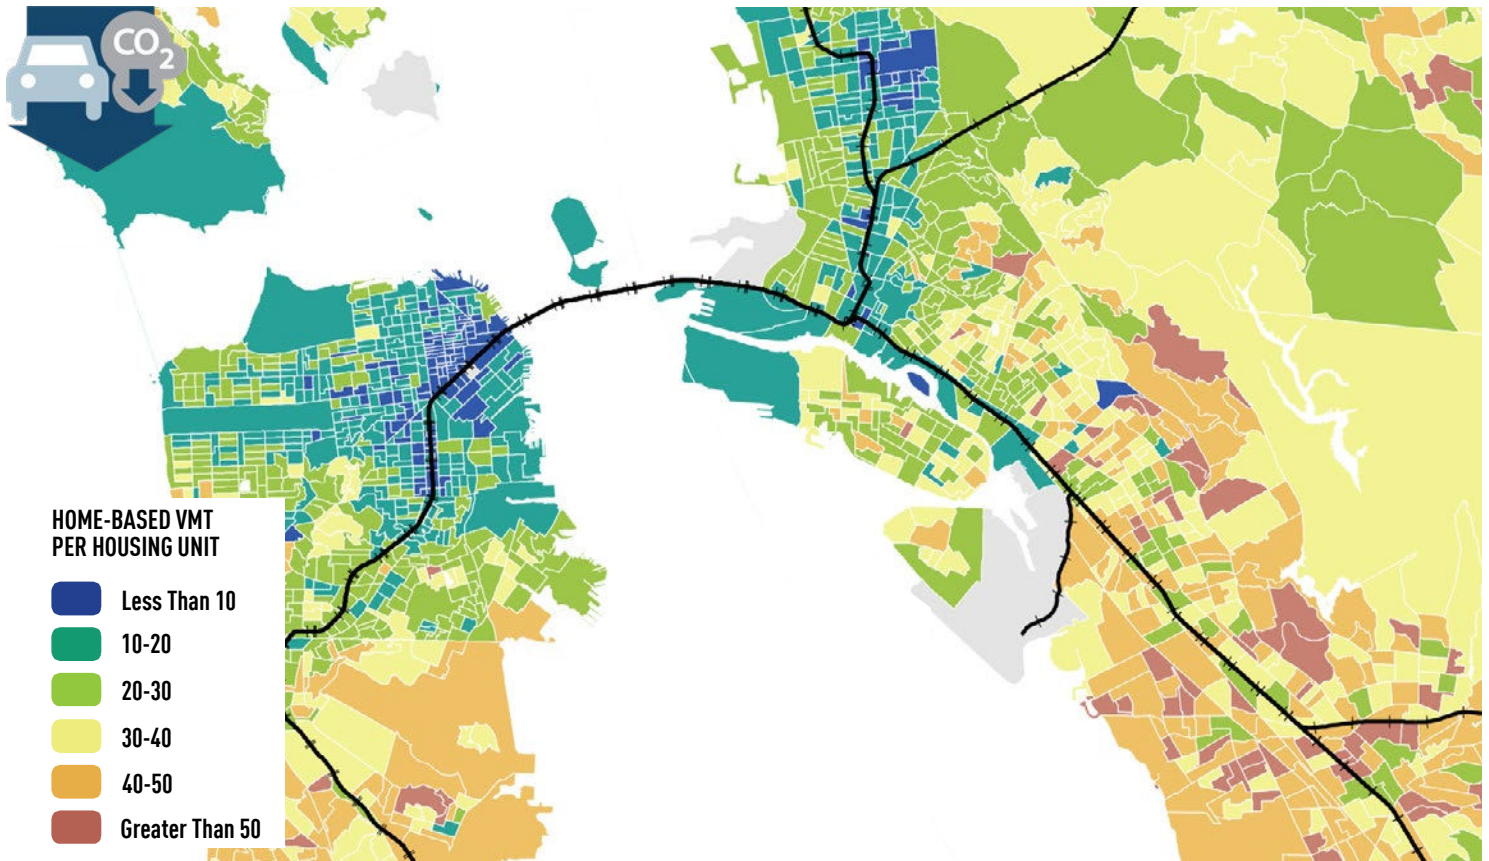 CO2
HOME-BASED VMT
PER HOUSING UNIT
Less Than 10
10-20
20-30
30-40
40-50
Greater Than 50